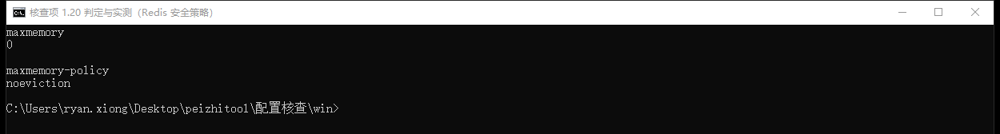 核查项 1.20 判定与实测（Redis 安全策略）
maxmemory
0
maxmemory-policy
noeviction
C:\Users\ryan.xiong\Desktop\peizhitool\配置核查\win>